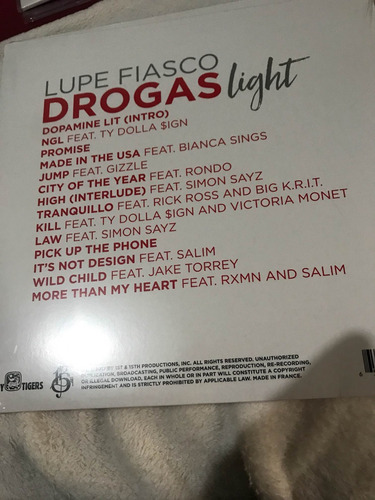 LUPE FIASCO
DROGAS light
DOPAMINE LIT (INTRO)
NGL FEAT. TY DOLLA $IGN
PROMISE
MADE IN THE USA FEAT. BIANCA SINGS
JUMP FEAT. GIZZLE
CITY OF THE YEAR FEAT. RONDO
HIGH (INTERLUDE) FEAT. SIMON SAYZ
TRANQUILLO FEAT. RICK ROSS AND BIG K.R.I.T.
KILL FEAT. TY DOLLA $IGN AND VICTORIA MONET
LAW FEAT. SIMON SAYZ
PICK UP THE PHONE
IT'S NOT DESIGN FEAT. SALIM
WILD CHILD FEAT. JAKE TORREY
MORE THAN MY HEART FEAT. RXMN AND SALIM
1ST & 15TH PRODUCTIONS, INC. ALL RIGHTS RESERVED. UNAUTHORIZED
BROADCASTING, PUBLIC PERFORMANCE, REPRODUCTION, RE-RECORDING,
OR ILLEGAL DOWNLOAD, EACH IN WHOLE OR IN PART WILL CONSTITUTE A COPYRIGHT
INFRINGEMENT AND IS STRICTLY PROHIBITED BY APPLICABLE LAW. MADE IN FRANCE.
Y TIGERS
6